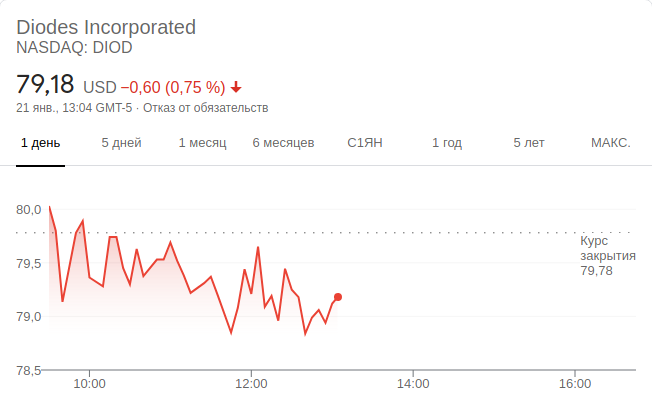 Diodes Incorporated
NASDAQ: DIOD
79,18 USD −0,60 (0,75 %)
21 янв., 13:04 GMT-5 · Отказ от обязательств
1 день 5 дней 1 месяц 6 месяцев С1ЯН 1 год 5 лет МАКС.
80,0
Курс
закрытия
79,78
79,5
79,0
78,5
10:00 12:00 14:00 16:00